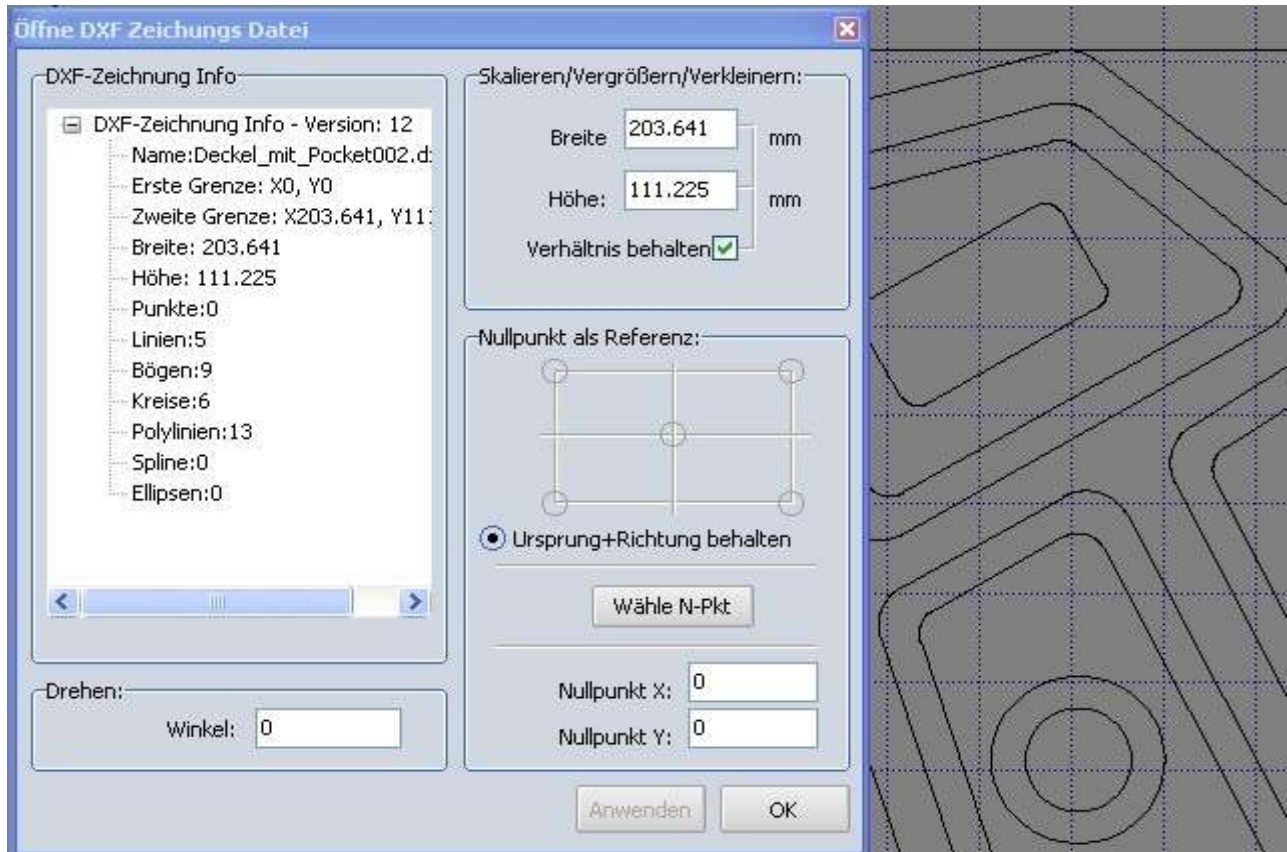 Öffne DXF Zeichungs Datei
DXF-Zeichnung Info
DXF-Zeichnung Info - Version: 12
Name:Deckel_mit_Pocket002.d
Erste Grenze: X0, Y0
Zweite Grenze: X203.641, Y11
Breite: 203.641
Höhe: 111.225
Punkte:0
Linien:5
Bögen:9
Kreise:6
Polylinien:13
Spline:0
Ellipsen:0
Drehen:
Winkel: 0
Skalieren/Vergrößern/Verkleinern:
Breite 203.641 mm
Höhe: 111.225 mm
Verhältnis behalten
Nullpunkt als Referenz:
Ursprung+Richtung behalten
Wähle N-Pkt
Nullpunkt X: 0
Nullpunkt Y: 0
Anwenden OK